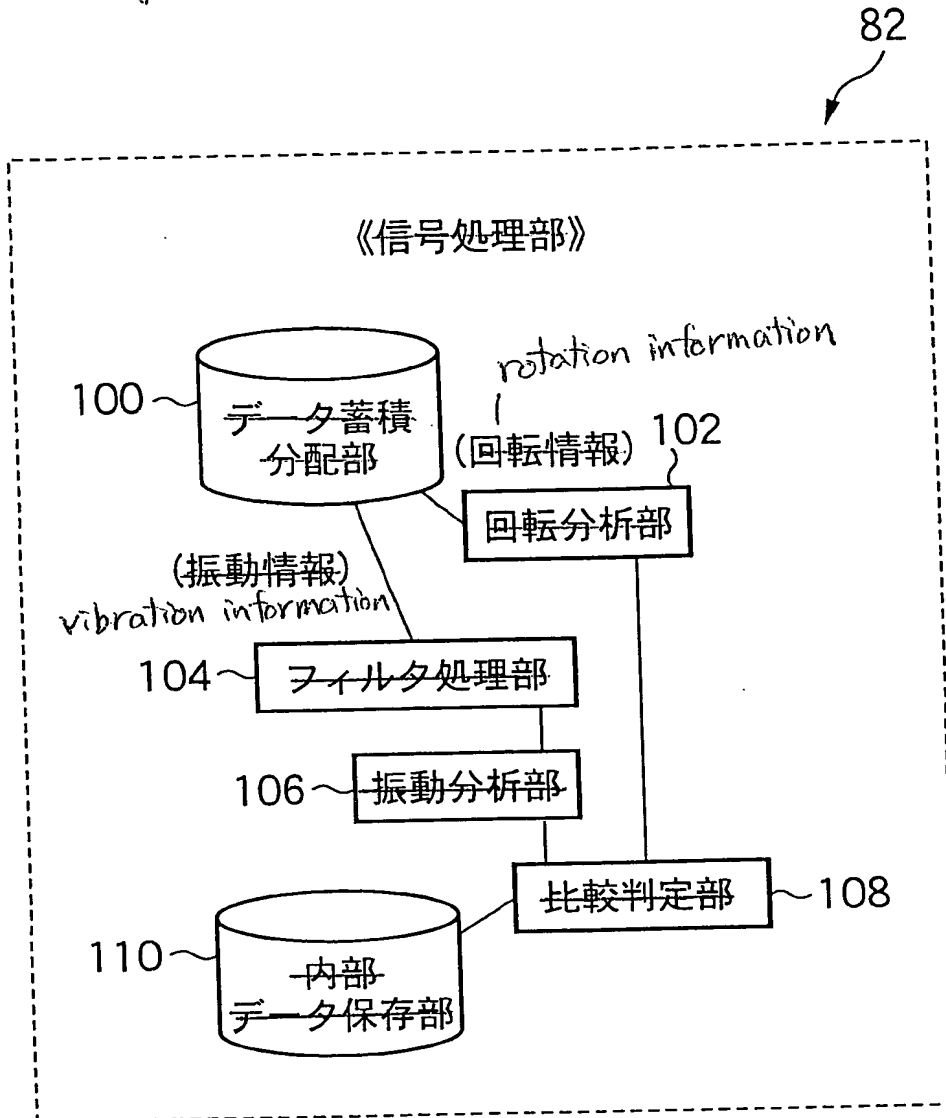 82
《信号処理部》
rotation information
100
データ蓄積
分配部
(回転情報)
102
回転分析部
(振動情報)
vibration information
104
フィルタ処理部
106
振動分析部
比較判定部
108
110
内部
データ保存部